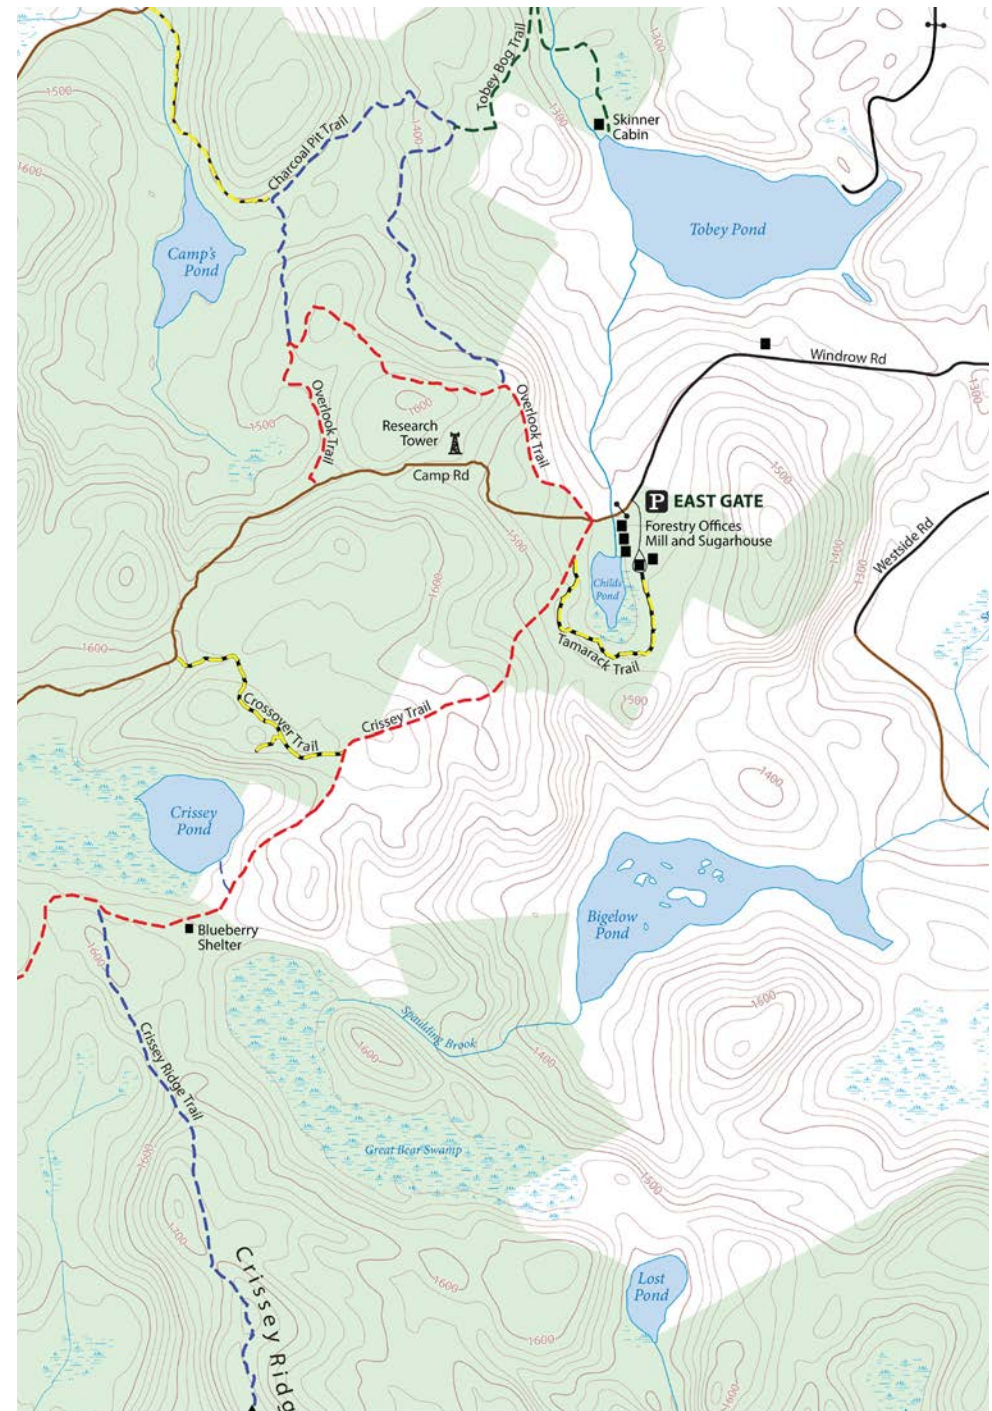 1500
1600
Charcoal Pit Trail
1400
Tobey Bog Trail
1300
1300
Skinner
Cabin
Camp's
Pond
Tobey Pond
Windrow Rd
1300
Overlook Trail
1500
1600
Research
Tower
Overlook Trail
Camp Rd
1500
P EAST GATE
Forestry Offices
Mill and Sugarhouse
1500
1400
1300
Westside Rd
1600
Childs
Pond
Tamarack Trail
1600
1500
Crossover Trail
Crissey Trail
1400
Crissey
Pond
Bigelow
Pond
Blueberry
Shelter
1600
Spaulding Brook
1600
1600
1400
Crissey Ridge Trail
Great Bear Swamp
1600
1500
1700
Crissey Ridg
1600
Lost
Pond
1600
1600